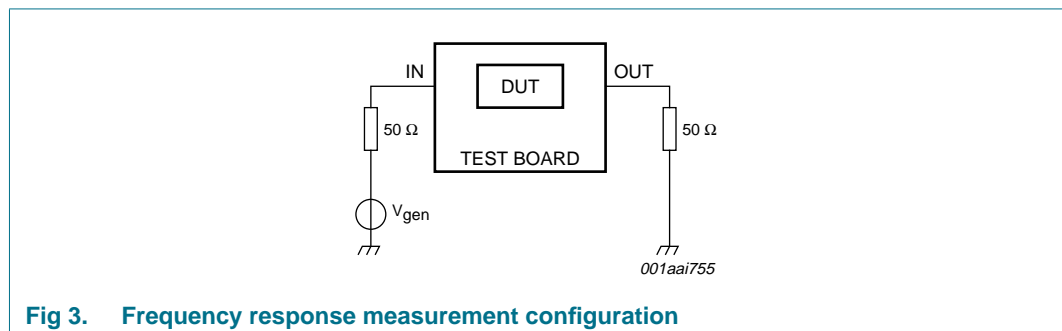 IN
OUT
DUT
50 Ω
50 Ω
TEST BOARD
Vgen
001aai755
Fig 3. Frequency response measurement configuration